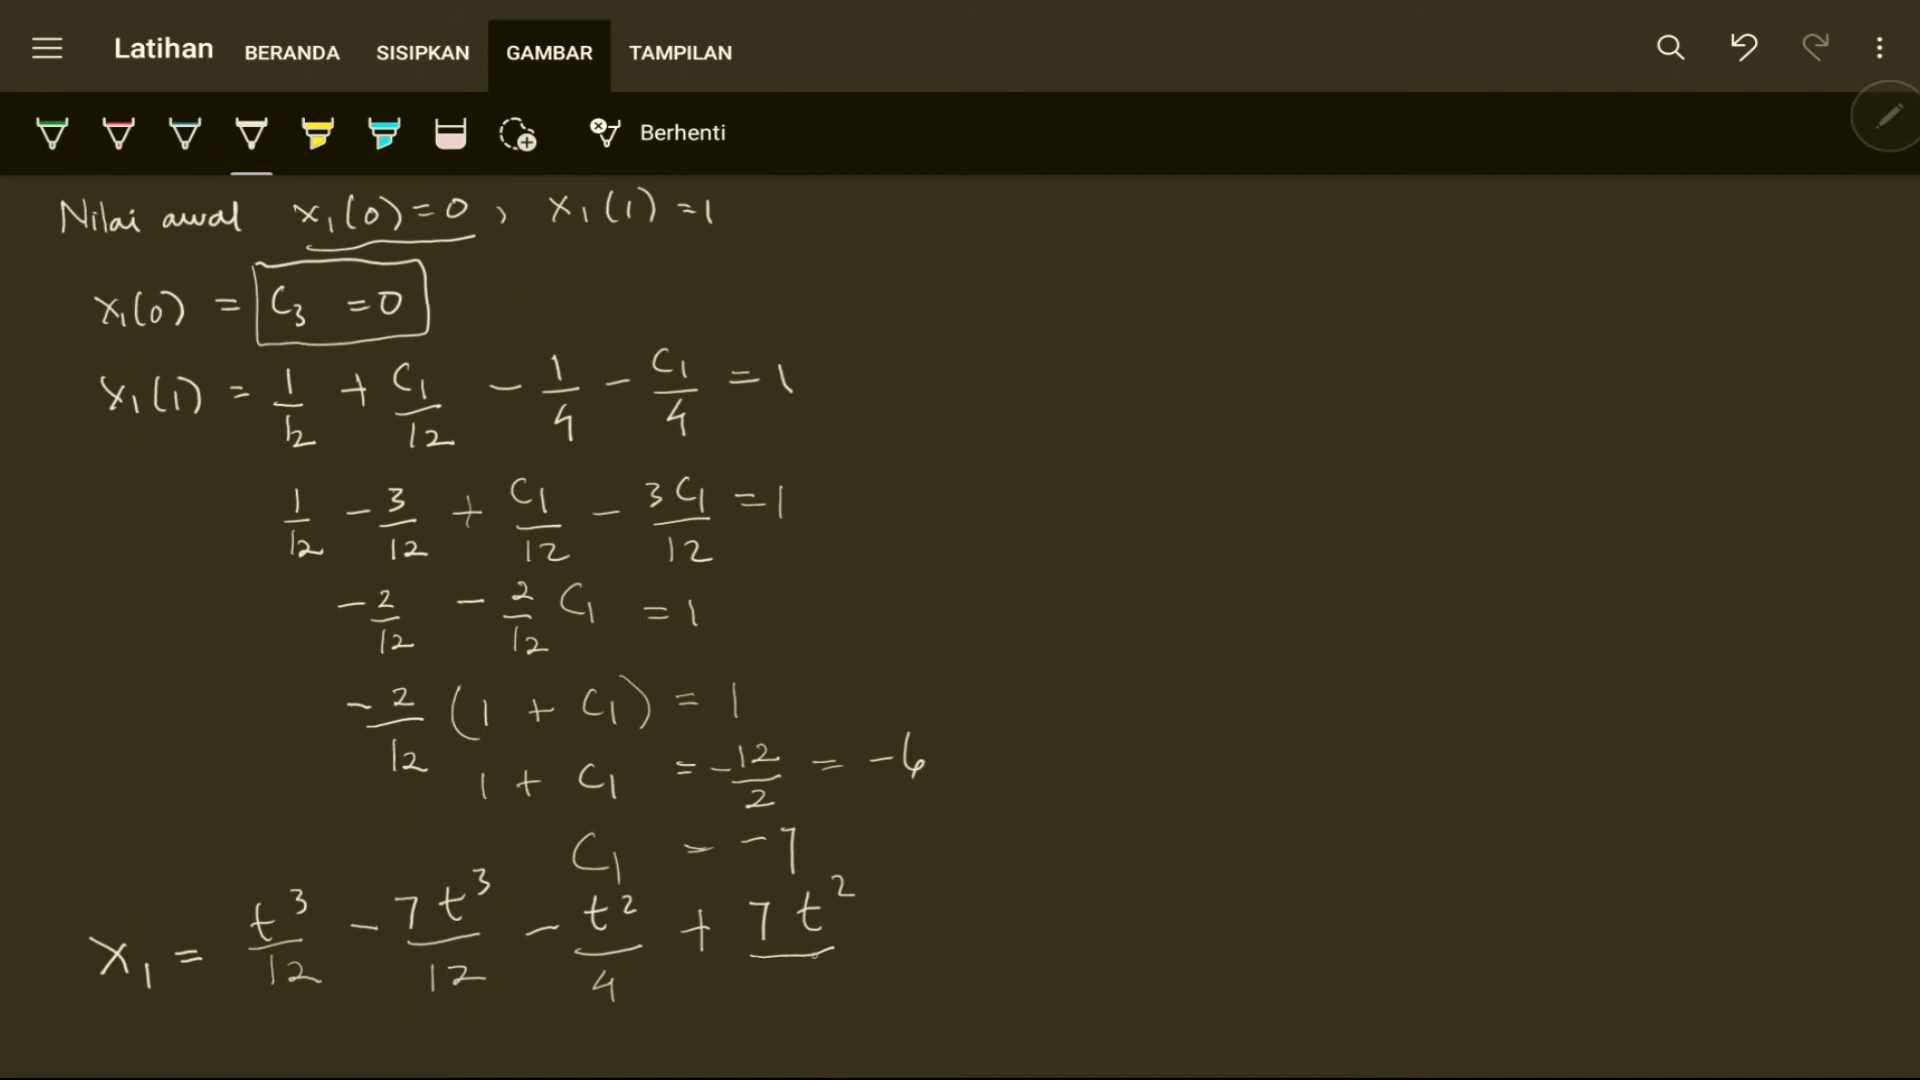 Latihan BERANDA SISIPKAN GAMBAR TAMPILAN
Berhenti
Nilai awal x₁(0)=0, x₁(1)=1
x₁(0) = C₃ =0
x₁(1) = 1/12 + C₁/12 - 1/4 - C₁/4 = 1
1/12 - 3/12 + C₁/12 - 3C₁/12 = 1
-2/12 - 2/12 C₁ = 1
-2/12 (1 + C₁) = 1
1 + C₁ = -12/2 = -6
C₁ = -7
x₁ = t³/12 - 7t³/12 - t²/4 + 7t²/